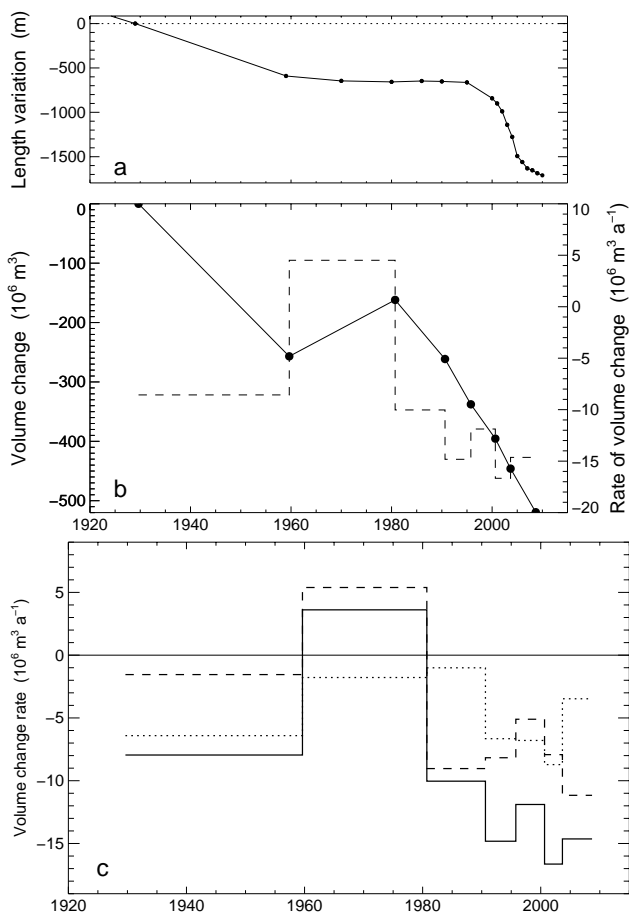 Length variation (m)
0
−500
−1000
−1500
a
Volume change (10⁶ m³)
0
−100
−200
−300
−400
−500
b
10
5
0
−5
−10
−15
−20
Rate of volume change (10⁶ m³ a⁻¹)
1920 1940 1960 1980 2000
Volume change rate (10⁶ m³ a⁻¹)
5
0
−5
−10
−15
c
1920 1940 1960 1980 2000